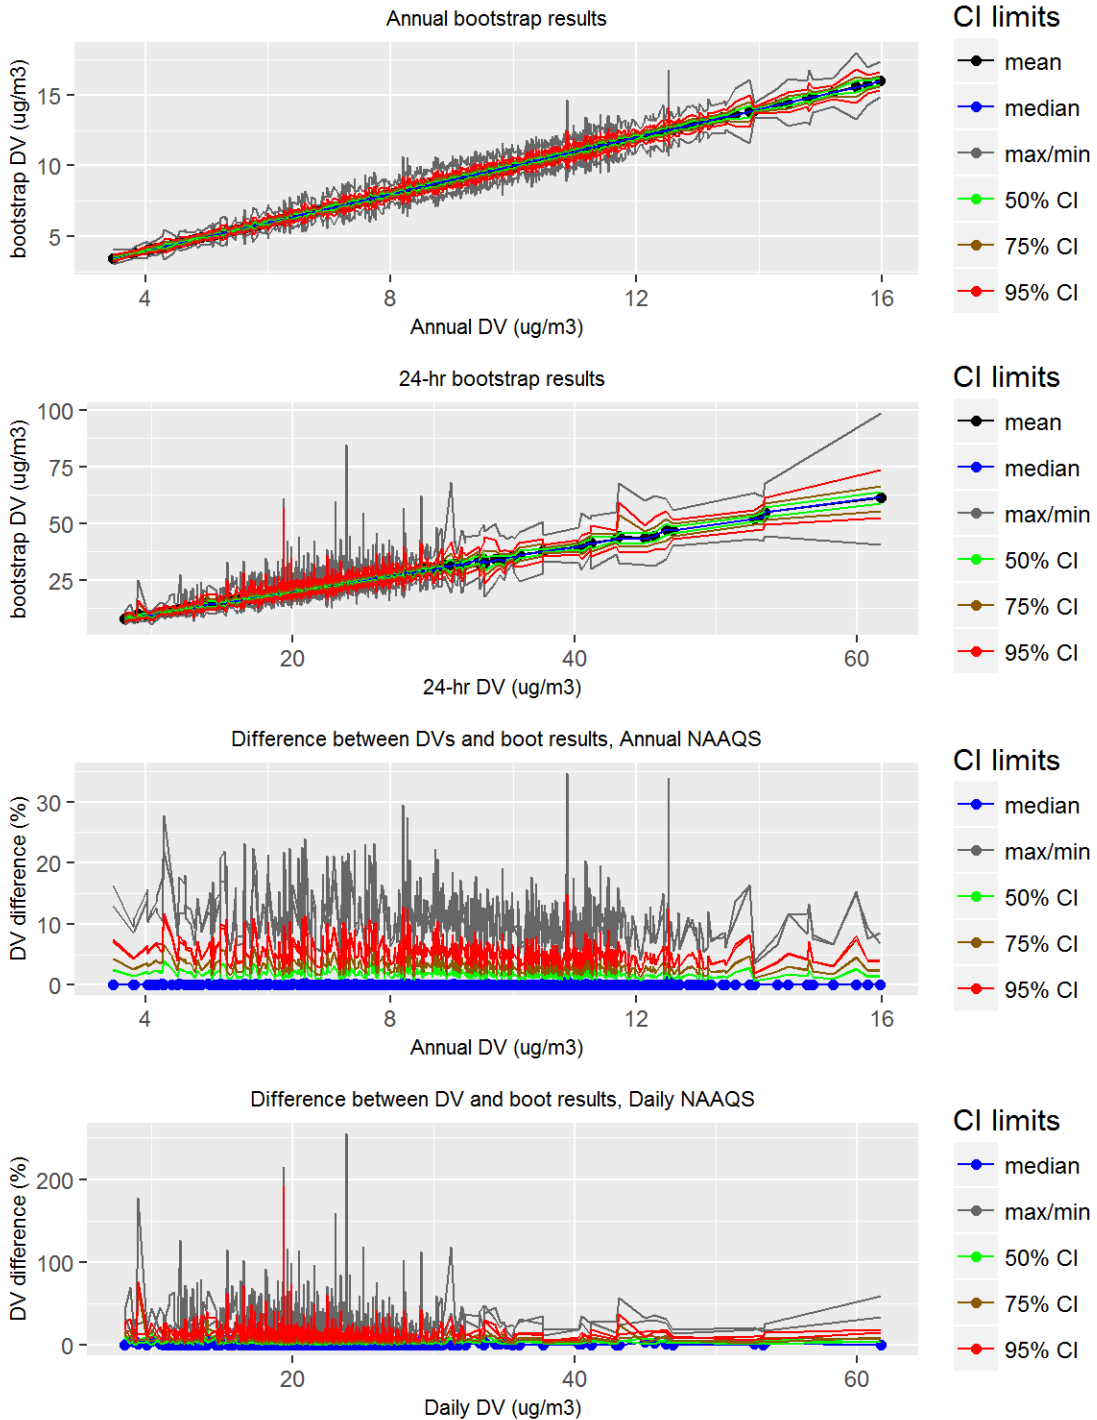 Annual bootstrap results
bootstrap DV (ug/m3)
15
10
5
4 8 12 16
Annual DV (ug/m3)
CI limits
mean
median
max/min
50% CI
75% CI
95% CI
24-hr bootstrap results
bootstrap DV (ug/m3)
100
75
50
25
20 40 60
24-hr DV (ug/m3)
CI limits
mean
median
max/min
50% CI
75% CI
95% CI
Difference between DVs and boot results, Annual NAAQS
DV difference (%)
30
20
10
0
4 8 12 16
Annual DV (ug/m3)
CI limits
median
max/min
50% CI
75% CI
95% CI
Difference between DV and boot results, Daily NAAQS
DV difference (%)
200
100
0
20 40 60
Daily DV (ug/m3)
CI limits
median
max/min
50% CI
75% CI
95% CI